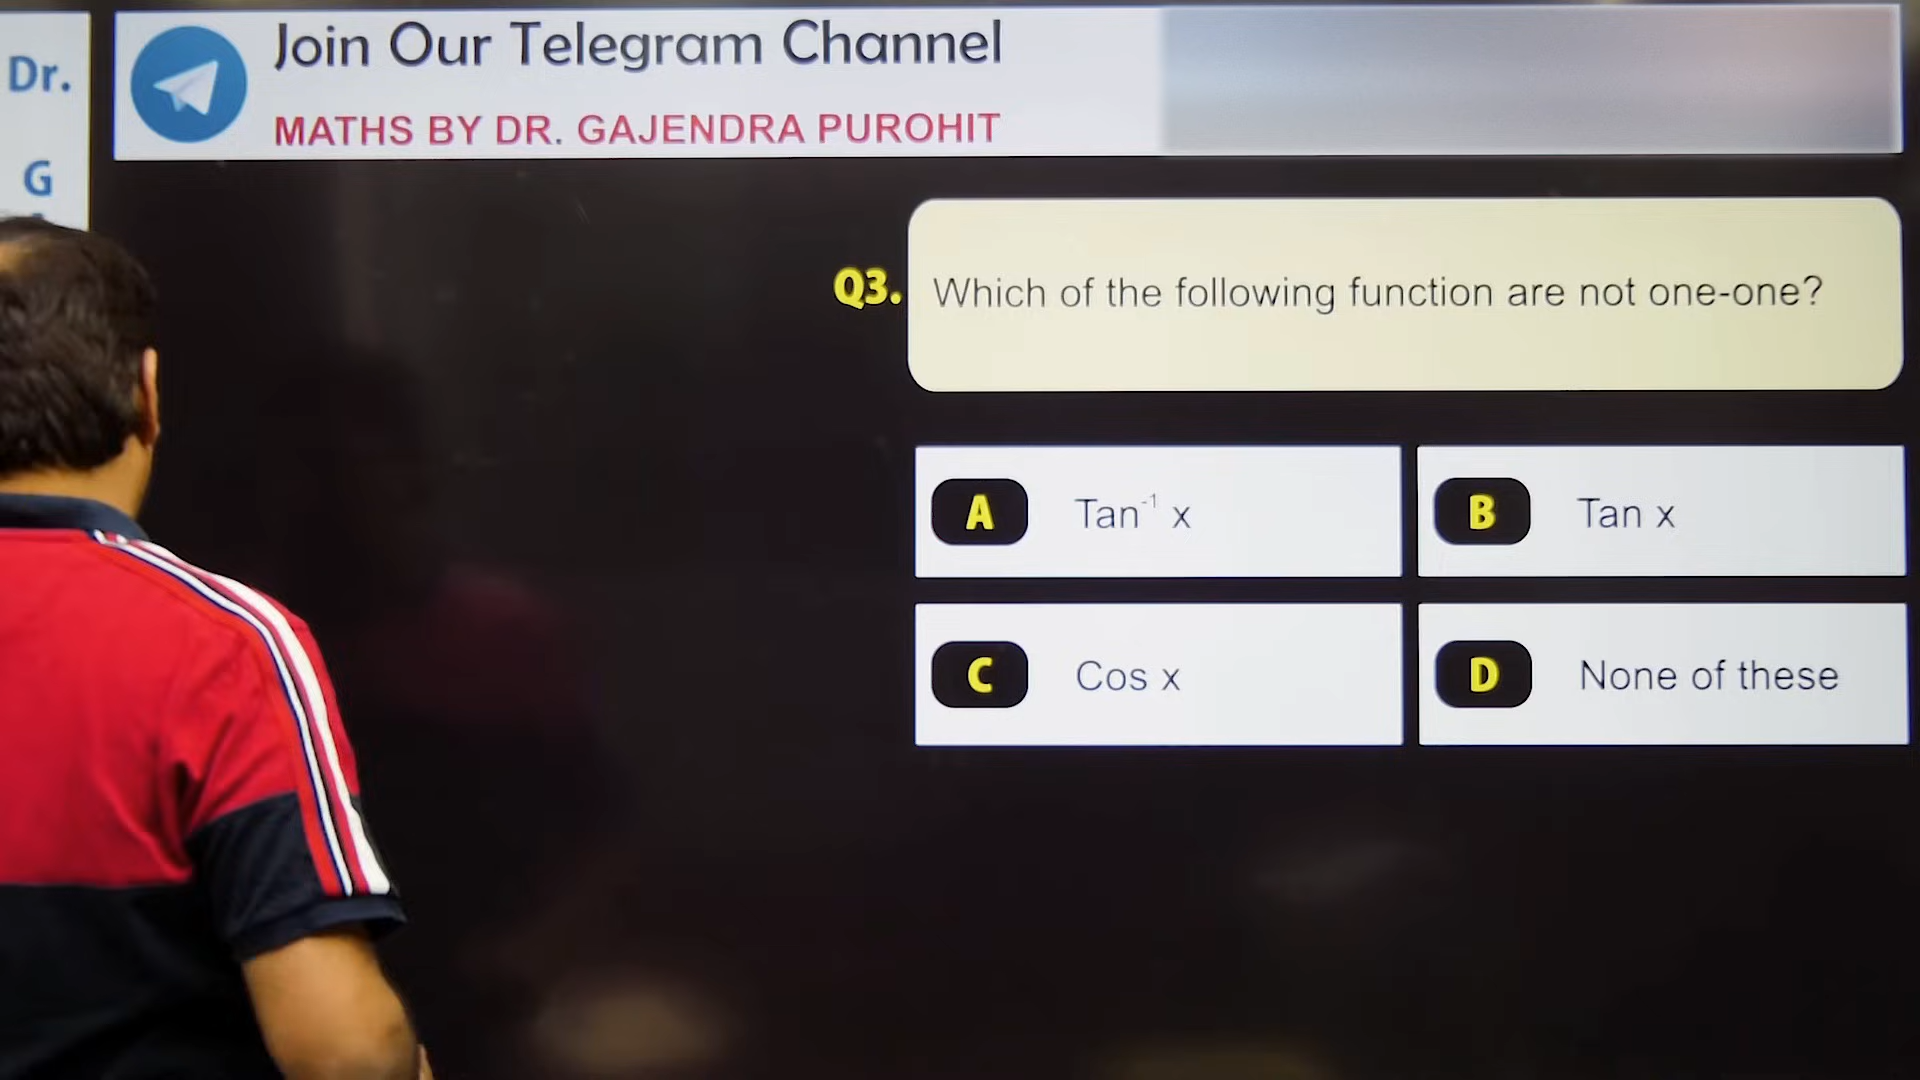 Dr.
G
Join Our Telegram Channel
MATHS BY DR. GAJENDRA PUROHIT
Q3. Which of the following function are not one-one?
A Tan⁻¹ x
B Tan x
C Cos x
D None of these